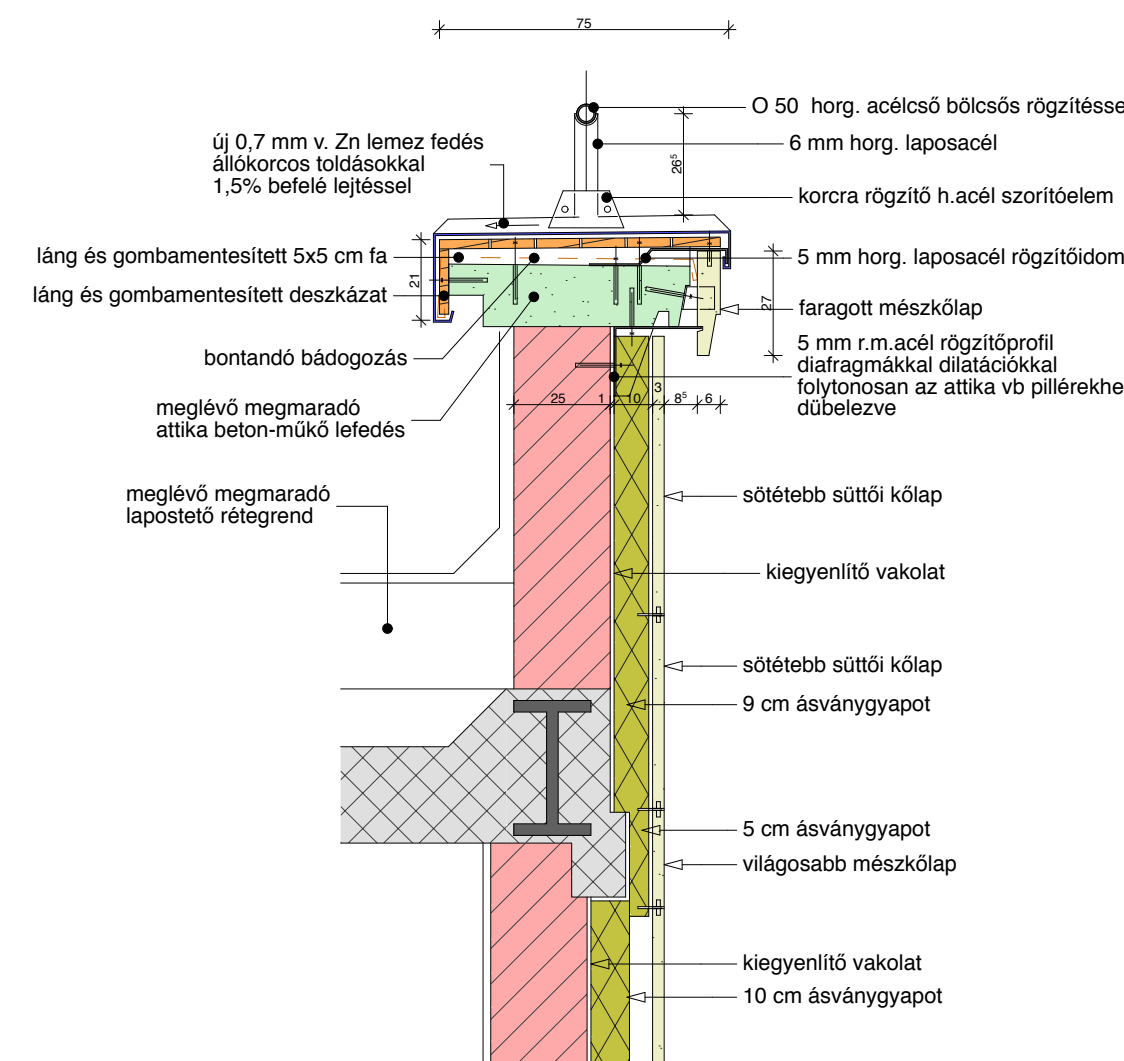 75
O 50 horg. acélcső bölcsős rögzítésse
új 0,7 mm v. Zn lemez fedés
állókorcos toldásokkal
1,5% befelé lejtéssel
6 mm horg. laposacél
26⁵
korcra rögzítő h.acél szorítóelem
láng és gombamentesített 5x5 cm fa
5 mm horg. laposacél rögzítőidom
láng és gombamentesített deszkázat
21
27
faragott mészkőlap
bontandó bádogozás
5 mm r.m.acél rögzítőprofil
diafragmákkal dilatációkkal
folytonosan az attika vb pillérekhe
dübelezve
meglévő megmaradó
attika beton-műkő lefedés
25
1
10
3
8⁵
6
meglévő megmaradó
lapostető rétegrend
sötétebb süttői kőlap
kiegyenlítő vakolat
sötétebb süttői kőlap
9 cm ásványgyapot
5 cm ásványgyapot
világosabb mészkőlap
kiegyenlítő vakolat
10 cm ásványgyapot